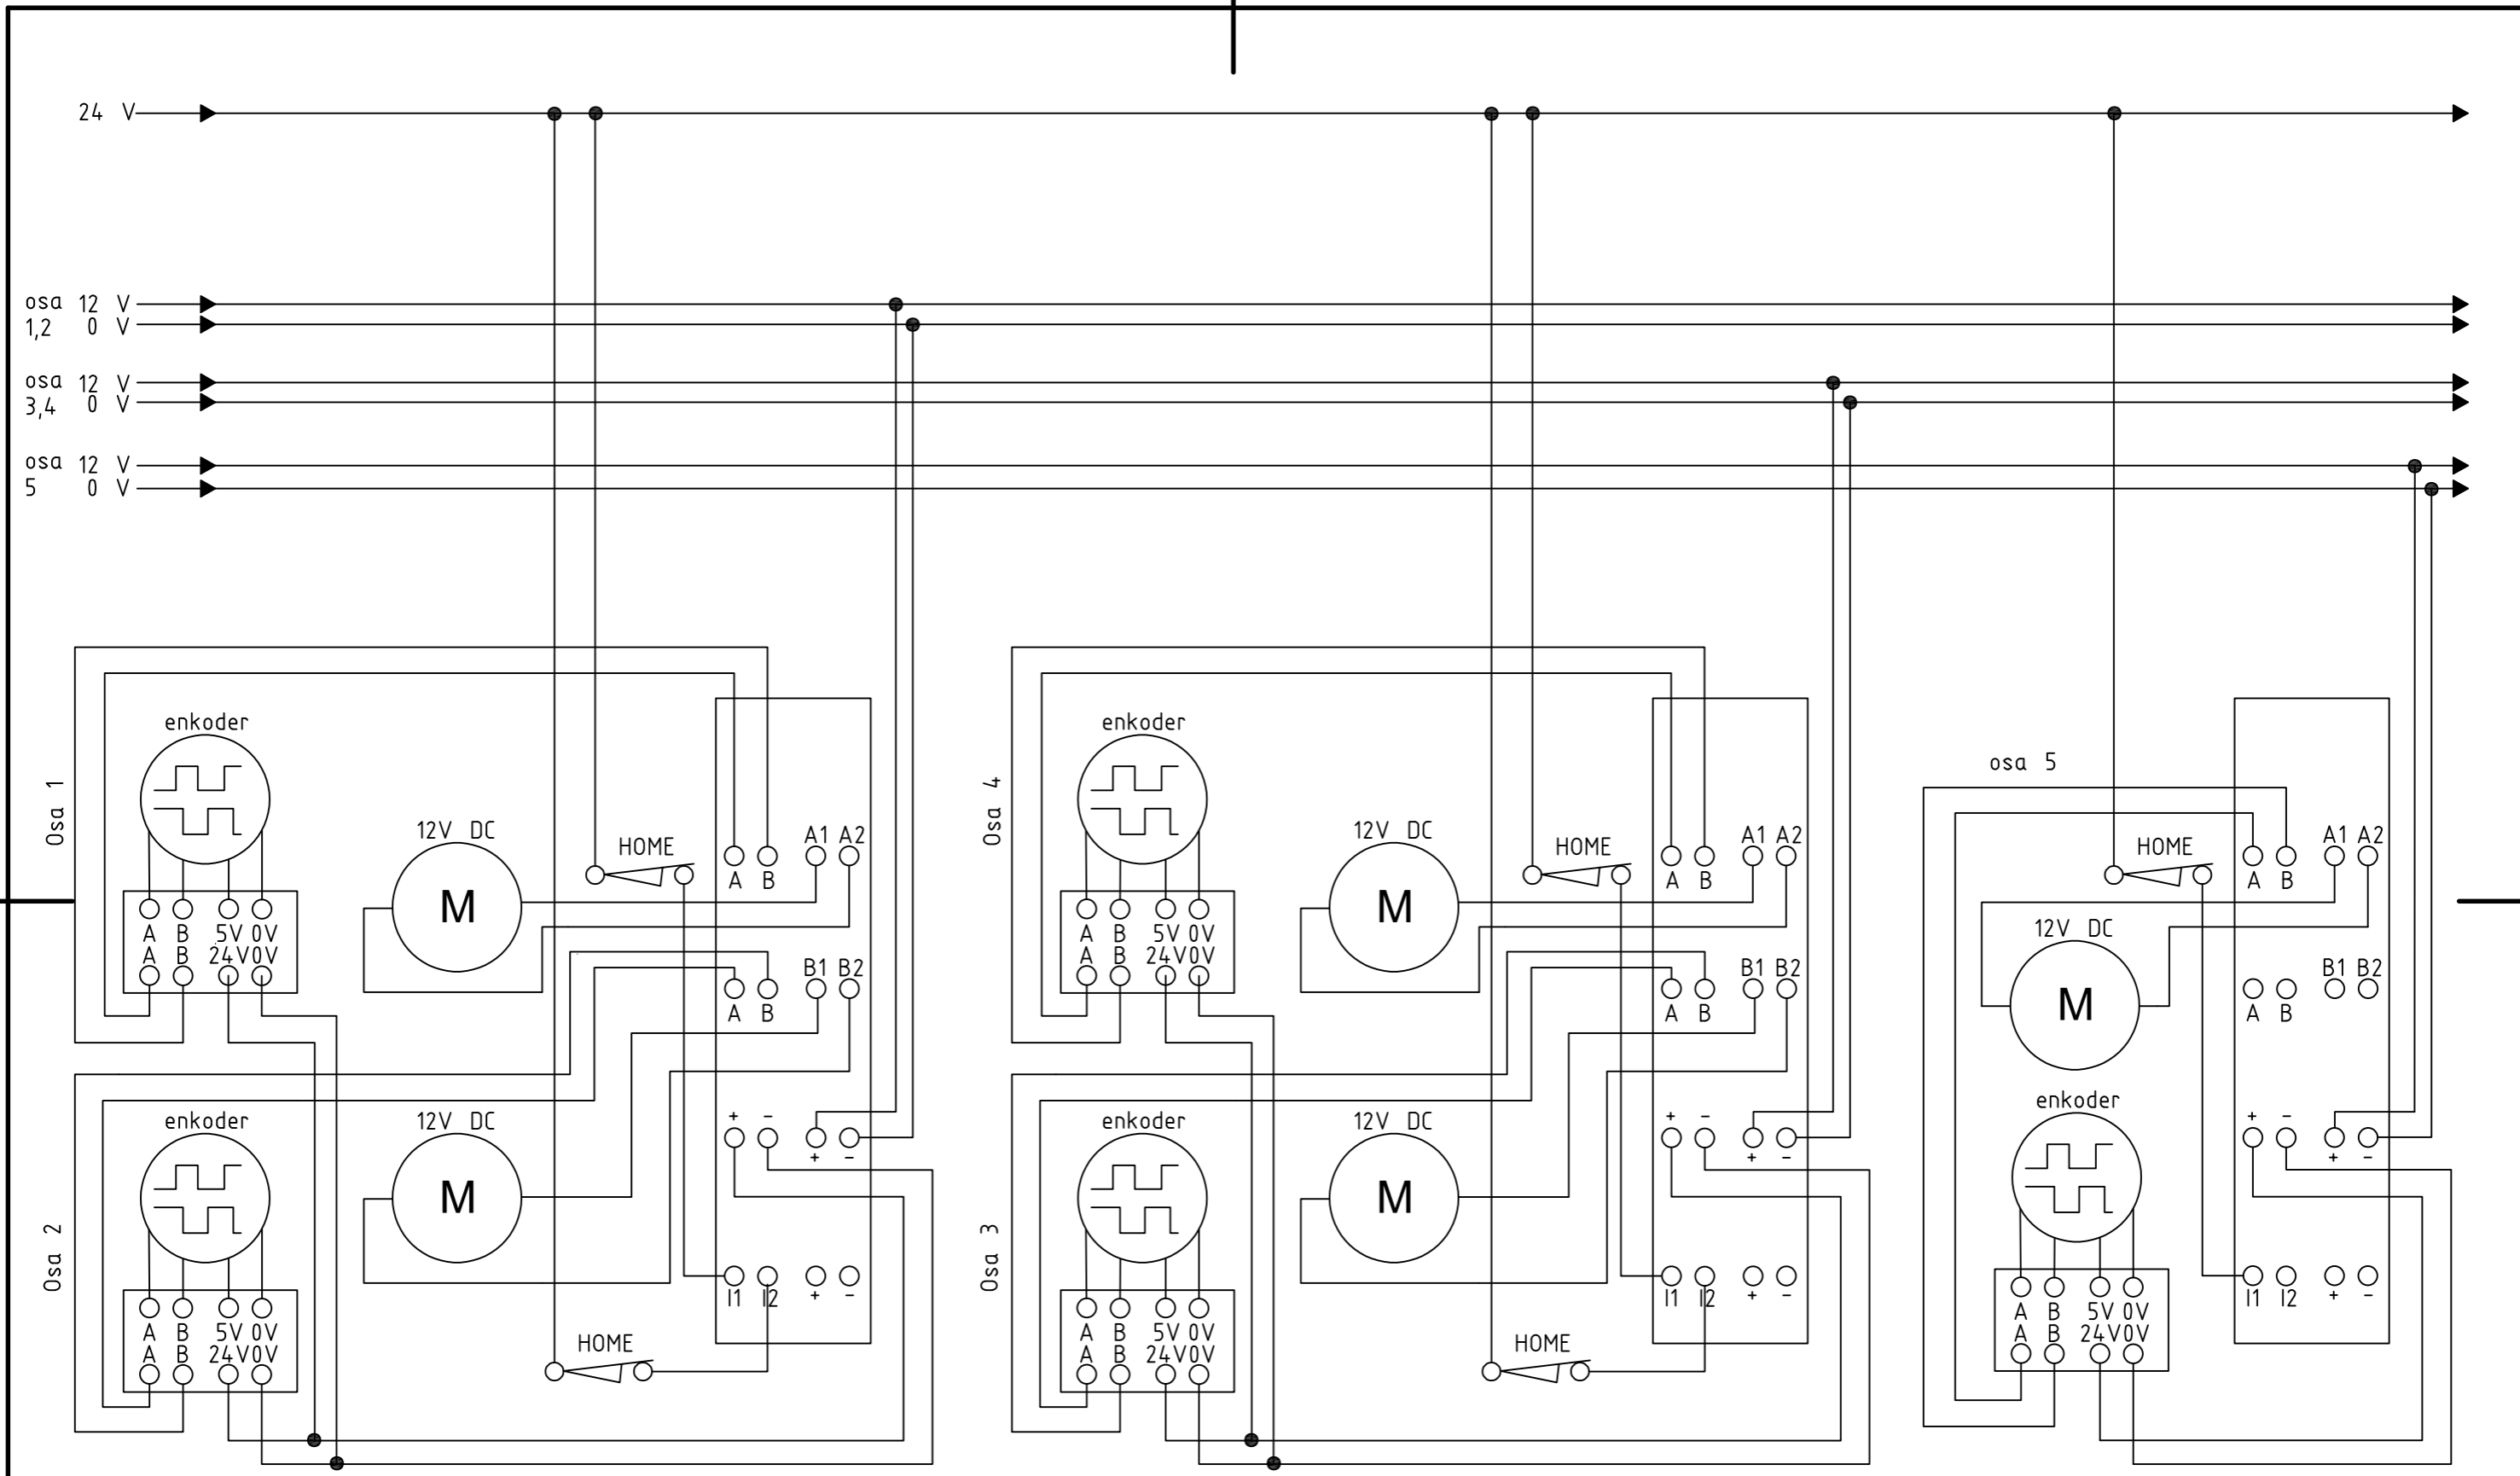 24 V
osa 12 V
1,2 0 V
osa 12 V
3,4 0 V
osa 12 V
5 0 V
Osa 1
enkoder
12V DC
M
HOME
A B
A1 A2
A B 5V 0V
A B 24V 0V
B1 B2
A B
Osa 2
enkoder
12V DC
M
+ -
+ -
A B 5V 0V
A B 24V 0V
I1 I2 + -
HOME
Osa 4
enkoder
12V DC
M
HOME
A B
A1 A2
A B 5V 0V
A B 24V 0V
B1 B2
A B
Osa 3
enkoder
12V DC
M
+ -
+ -
A B 5V 0V
A B 24V 0V
I1 I2 + -
HOME
osa 5
HOME
A1 A2
A B
12V DC
M
B1 B2
A B
enkoder
+ -
+ -
I1 I2 + -
A B 5V 0V
A B 24V 0V